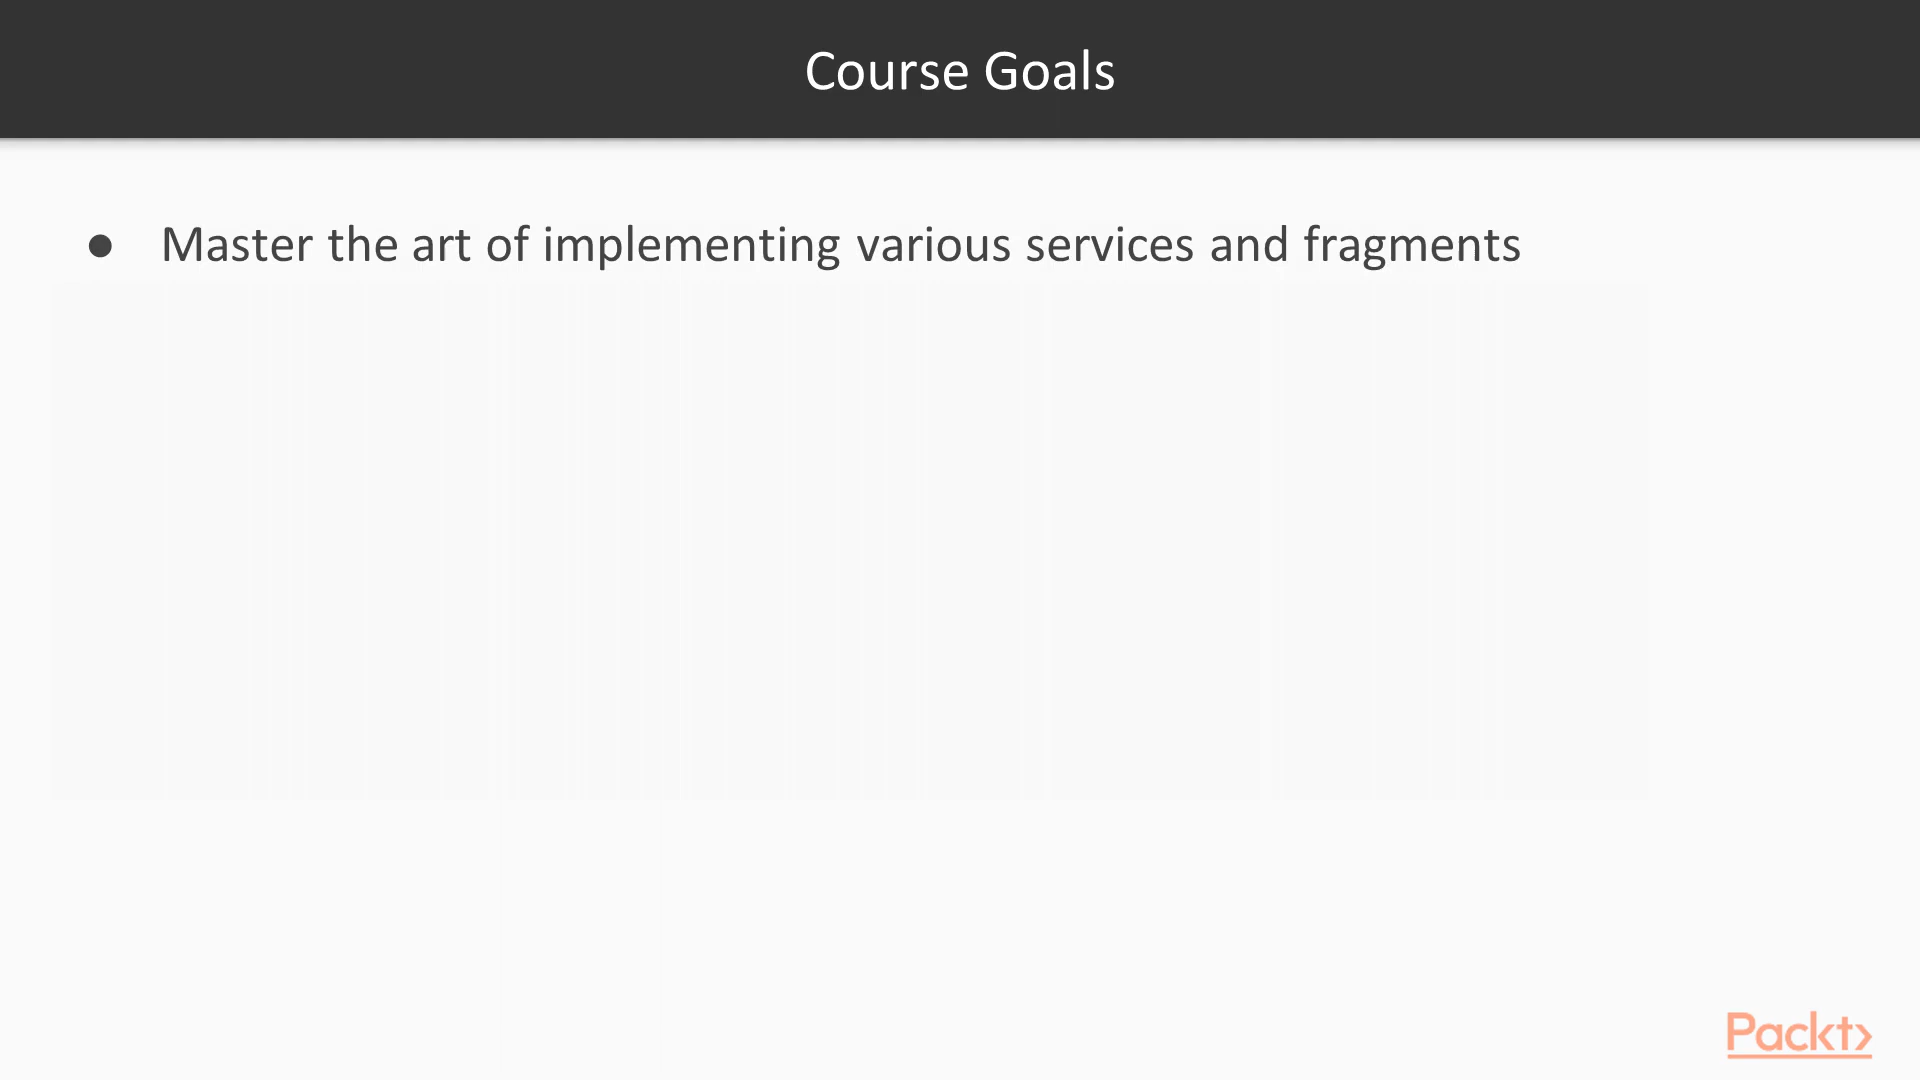 Course Goals
● Master the art of implementing various services and fragments
Packt>